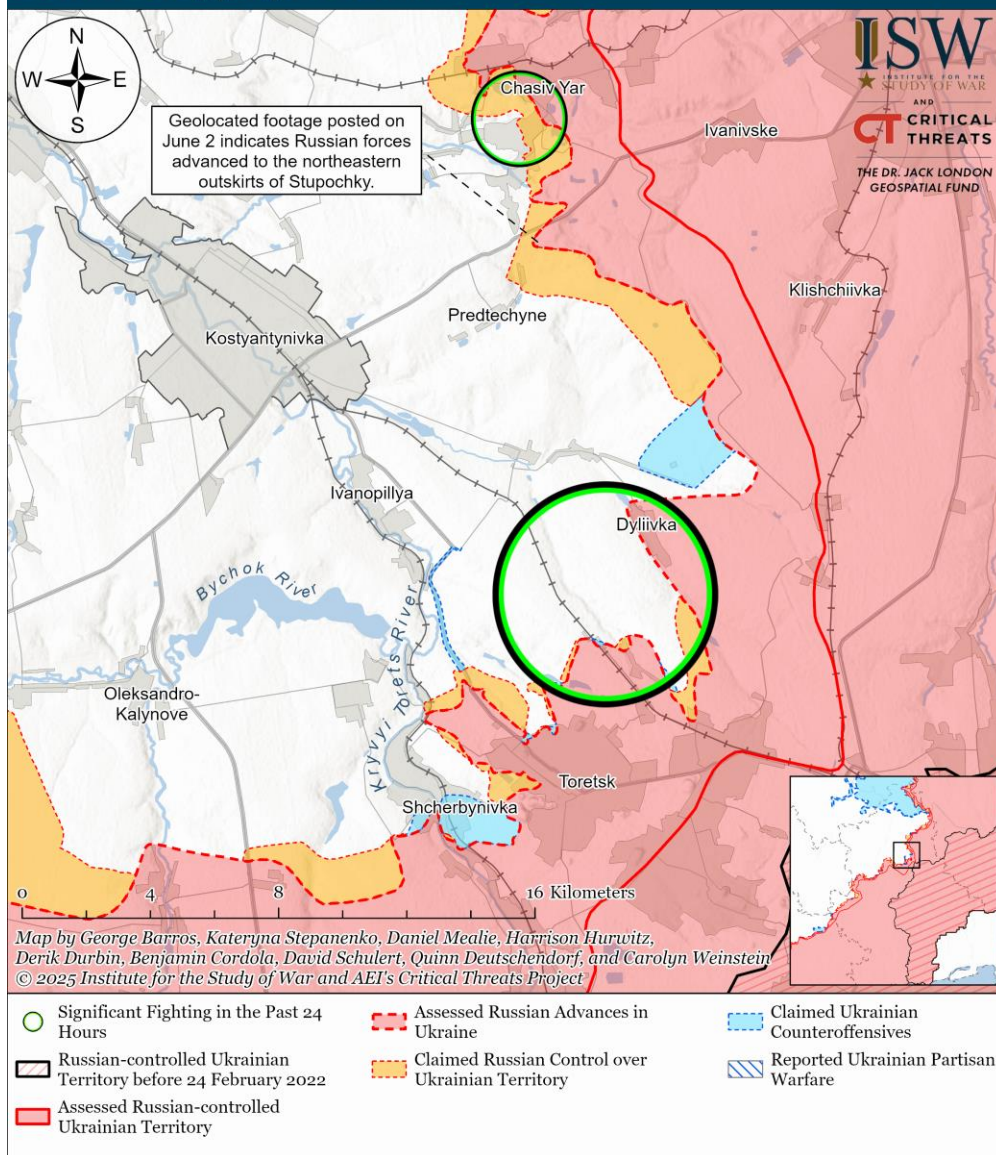 N
W E
S
ISW
INSTITUTE FOR THE
STUDY OF WAR
AND
CT CRITICAL
THREATS
THE DR. JACK LONDON
GEOSPATIAL FUND
Chasiv Yar
Geolocated footage posted on
June 2 indicates Russian forces
advanced to the northeastern
outskirts of Stupochky.
Ivanivske
Klishchiivka
Predtechyne
Kostyantynivka
Ivanopillya
Dyliivka
Bychok River
Kryvyi Torets River
Oleksandro-
Kalynove
Toretsk
Shcherbynivka
0 4 8 16 Kilometers
Map by George Barros, Kateryna Stepanenko, Daniel Mealie, Harrison Hurwitz,
Derik Durbin, Benjamin Cordola, David Schulert, Quinn Deutschendorf, and Carolyn Weinstein
© 2025 Institute for the Study of War and AEI's Critical Threats Project
Significant Fighting in the Past 24
Hours
Russian-controlled Ukrainian
Territory before 24 February 2022
Assessed Russian-controlled
Ukrainian Territory
Assessed Russian Advances in
Ukraine
Claimed Russian Control over
Ukrainian Territory
Claimed Ukrainian
Counteroffensives
Reported Ukrainian Partisan
Warfare